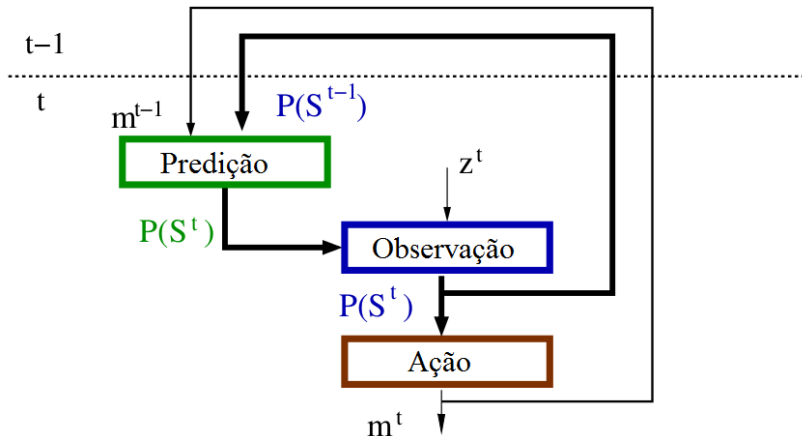 t−1
t
P(S^{t−1})
m^{t−1}
Predição
z^t
P(S^t)
Observação
P(S^t)
Ação
m^t